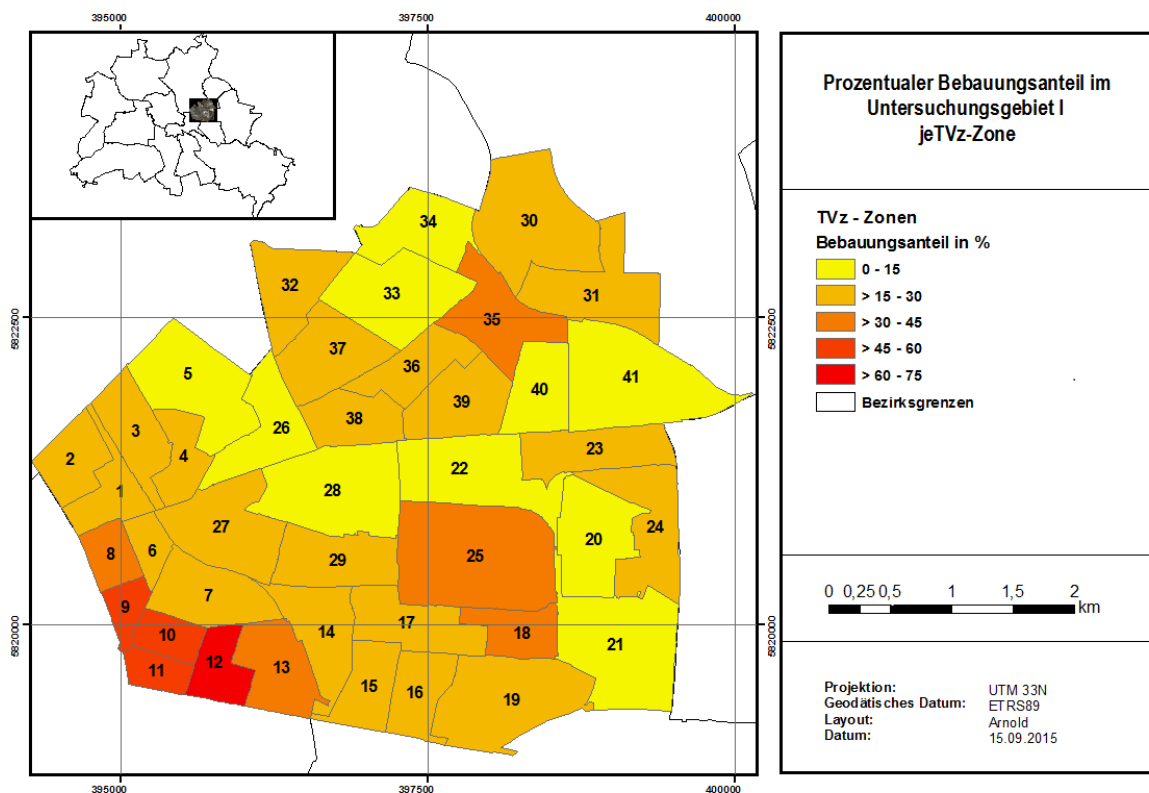 395000 397500 400000
Prozentualer Bebauungsanteil im
Untersuchungsgebiet I
jeTVz-Zone
TVz - Zonen
Bebauungsanteil in %
0 - 15
> 15 - 30
> 30 - 45
> 45 - 60
> 60 - 75
Bezirksgrenzen
34
30
32
33
31
35
5822500
5822500
37
36
5
41
40
39
3
38
26
4
23
2
22
28
1
24
27
20
8
6
25
29
7
9
14
17
5820000
5820000
10
18
21
12
13
11
15
16
19
0 0,25 0,5 1 1,5 2
km
Projektion: UTM 33N
Geodätisches Datum: ETRS89
Layout: Arnold
Datum: 15.09.2015
395000 397500 400000